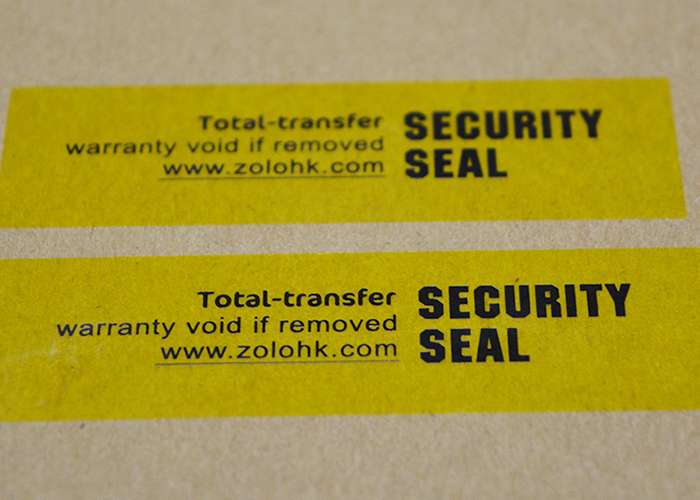 Total-transfer
warranty void if removed
www.zolohk.com
SECURITY
SEAL
Total-transfer
warranty void if removed
www.zolohk.com
SECURITY
SEAL